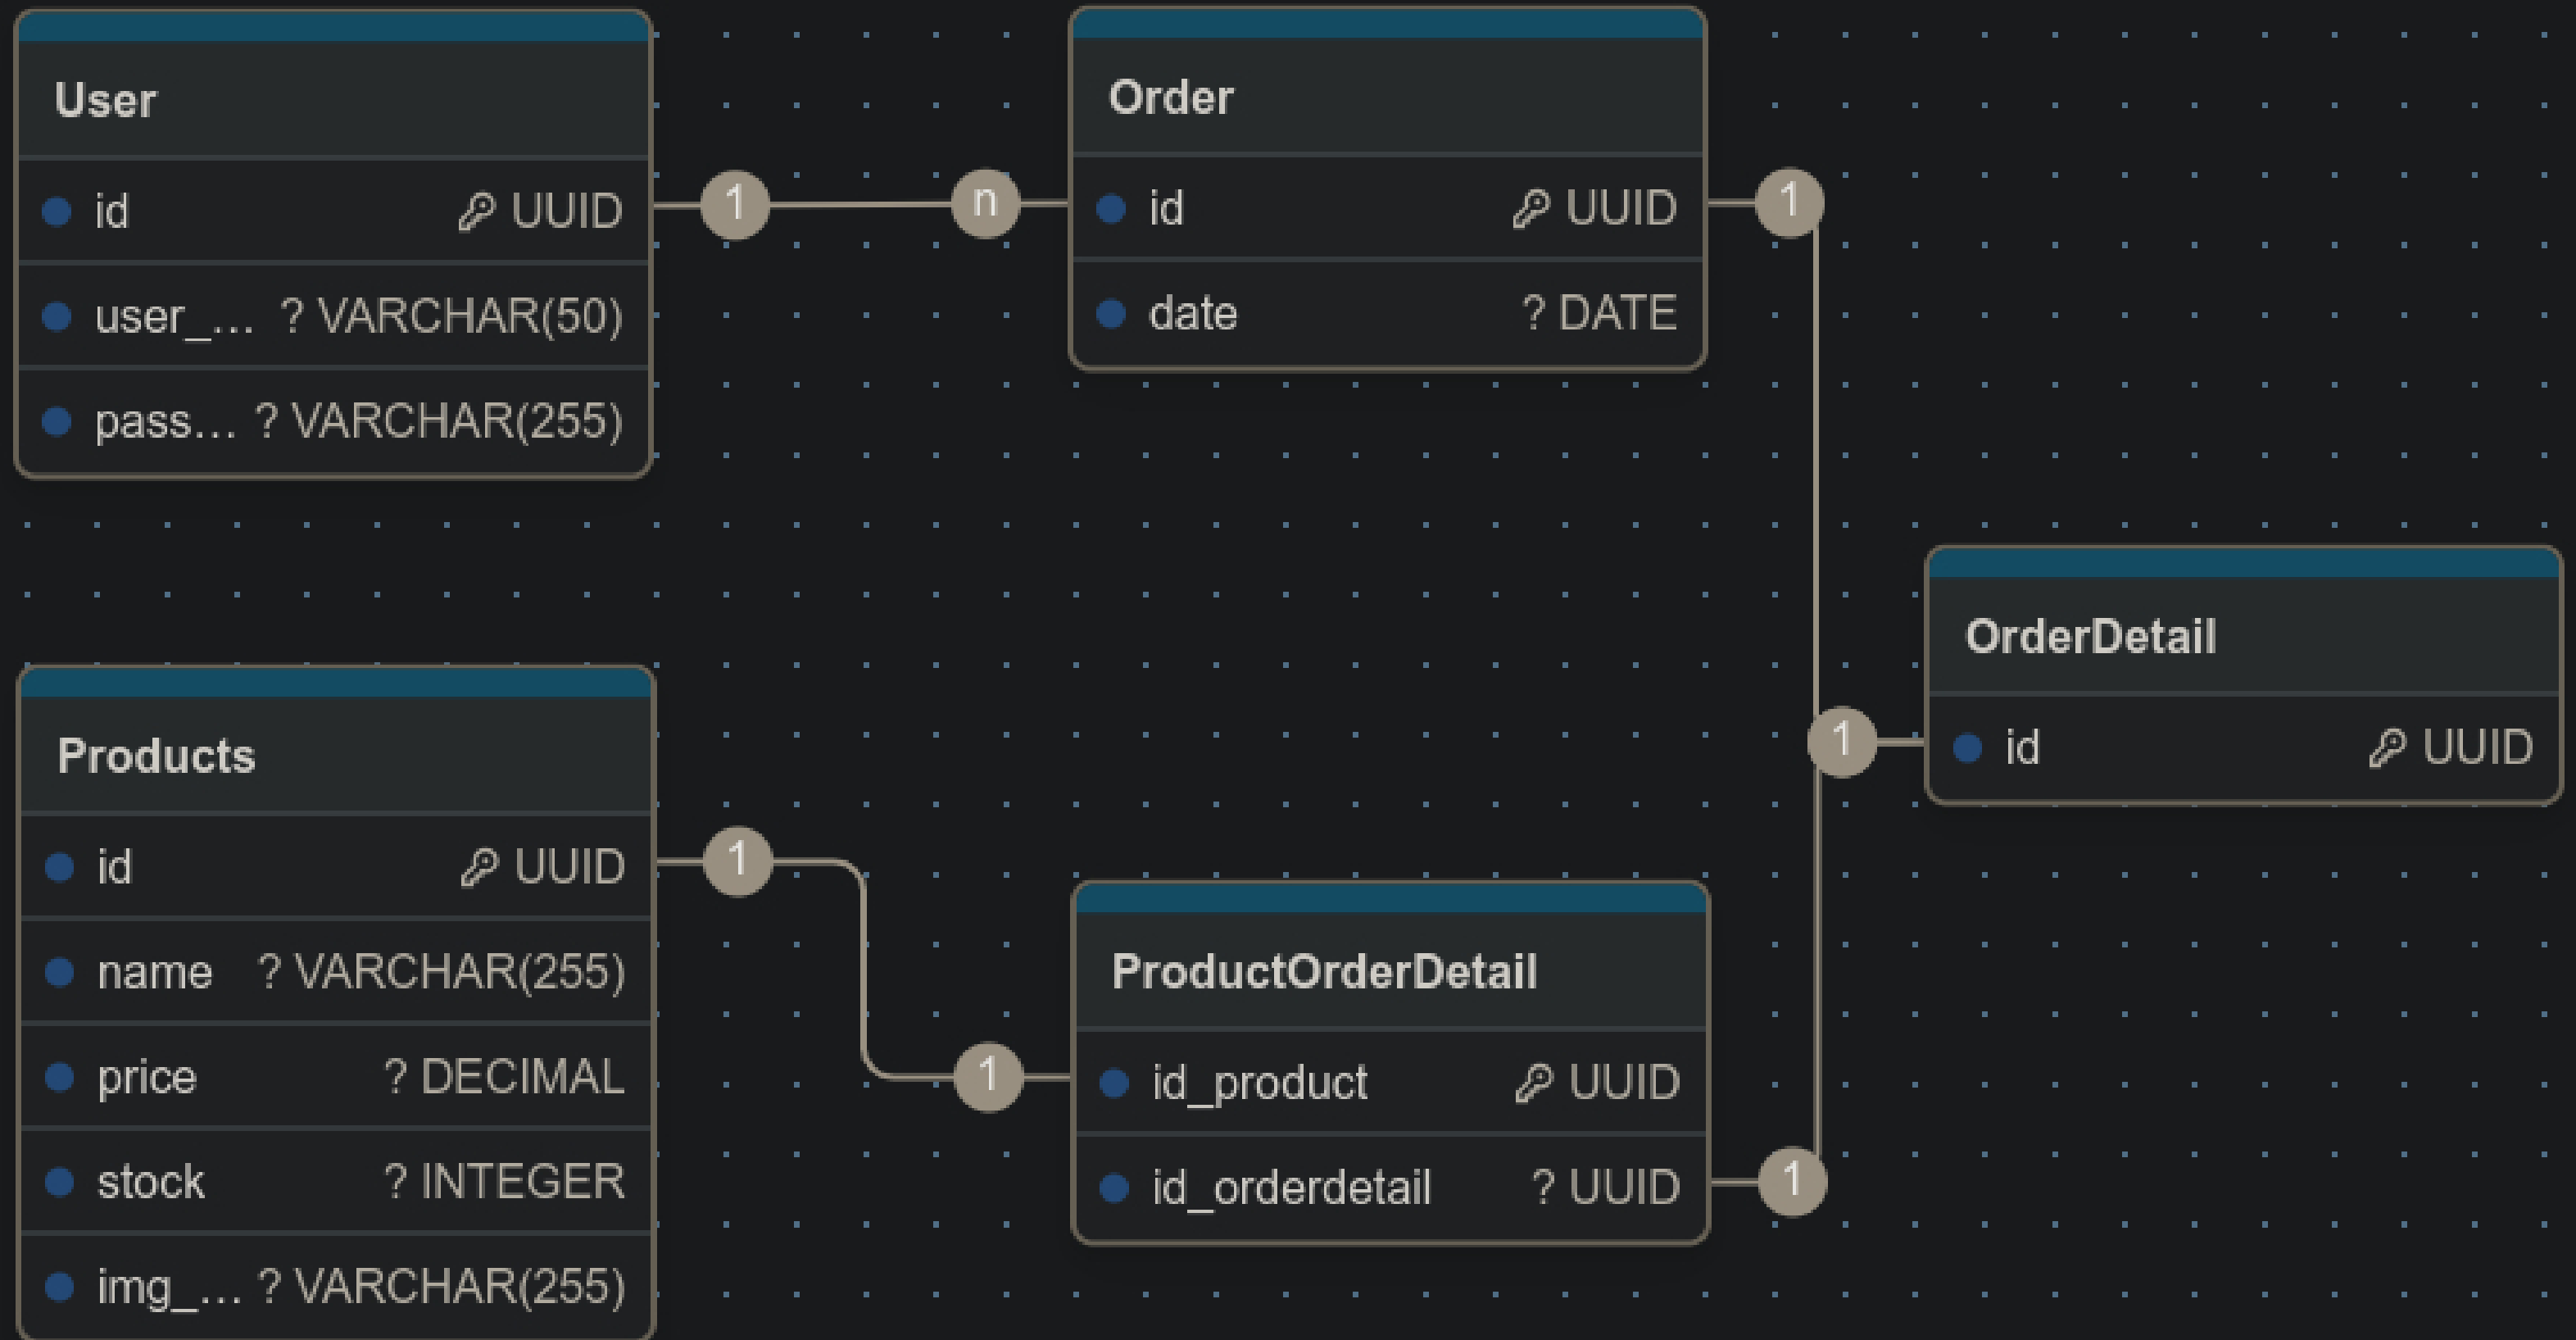 User
id UUID
user_... ? VARCHAR(50)
pass... ? VARCHAR(255)
1
n
Order
id UUID
date ? DATE
1
OrderDetail
id UUID
1
Products
id UUID
name ? VARCHAR(255)
price ? DECIMAL
stock ? INTEGER
img_... ? VARCHAR(255)
1
1
ProductOrderDetail
id_product UUID
id_orderdetail ? UUID
1